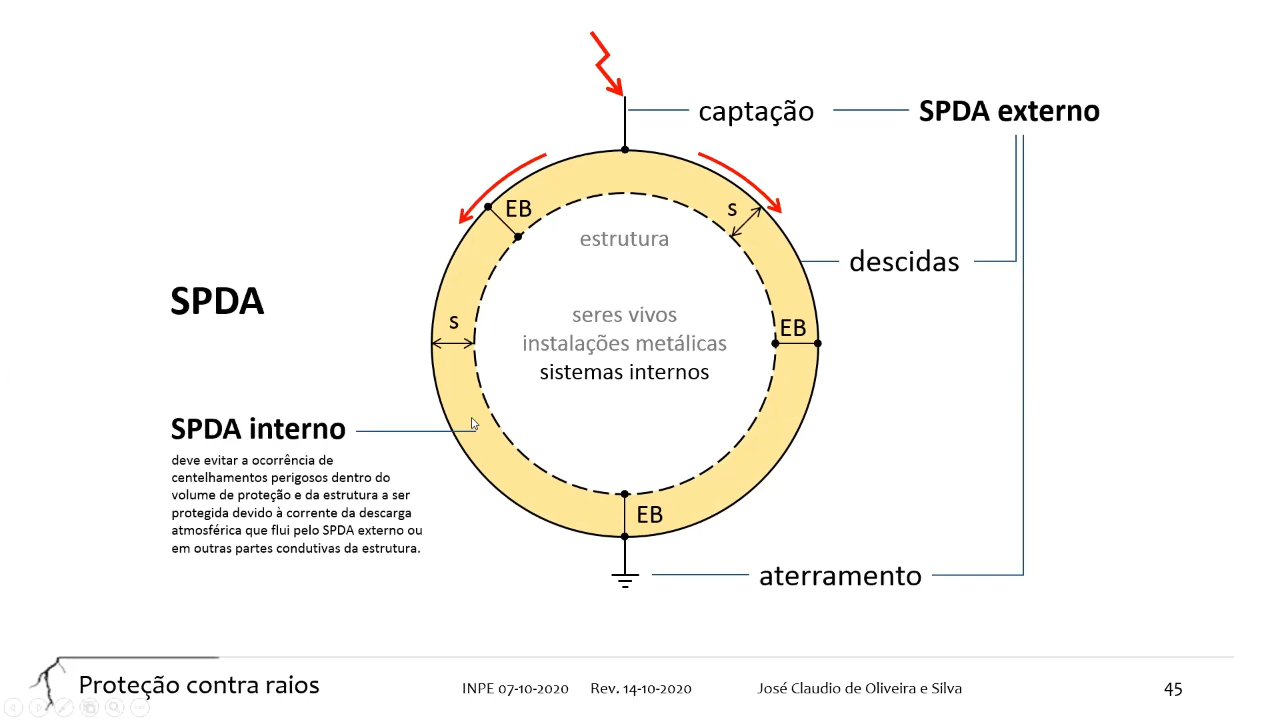 captação
SPDA externo
EB
s
estrutura
descidas
SPDA
seres vivos
s
EB
instalações metálicas
sistemas internos
SPDA interno
deve evitar a ocorrência de
centelhamentos perigosos dentro do
volume de proteção e da estrutura a ser
protegida devido à corrente da descarga
atmosférica que flui pelo SPDA externo ou
em outras partes condutivas da estrutura.
EB
aterramento
Proteção contra raios
INPE 07-10-2020 Rev. 14-10-2020 José Claudio de Oliveira e Silva
45